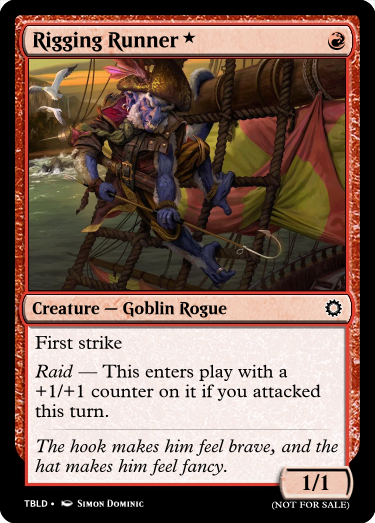 Rigging Runner ★
Creature — Goblin Rogue
First strike
Raid — This enters play with a
+1/+1 counter on it if you attacked
this turn.
The hook makes him feel brave, and the
hat makes him feel fancy.
1/1
TBLD • Simon Dominic
(NOT FOR SALE)